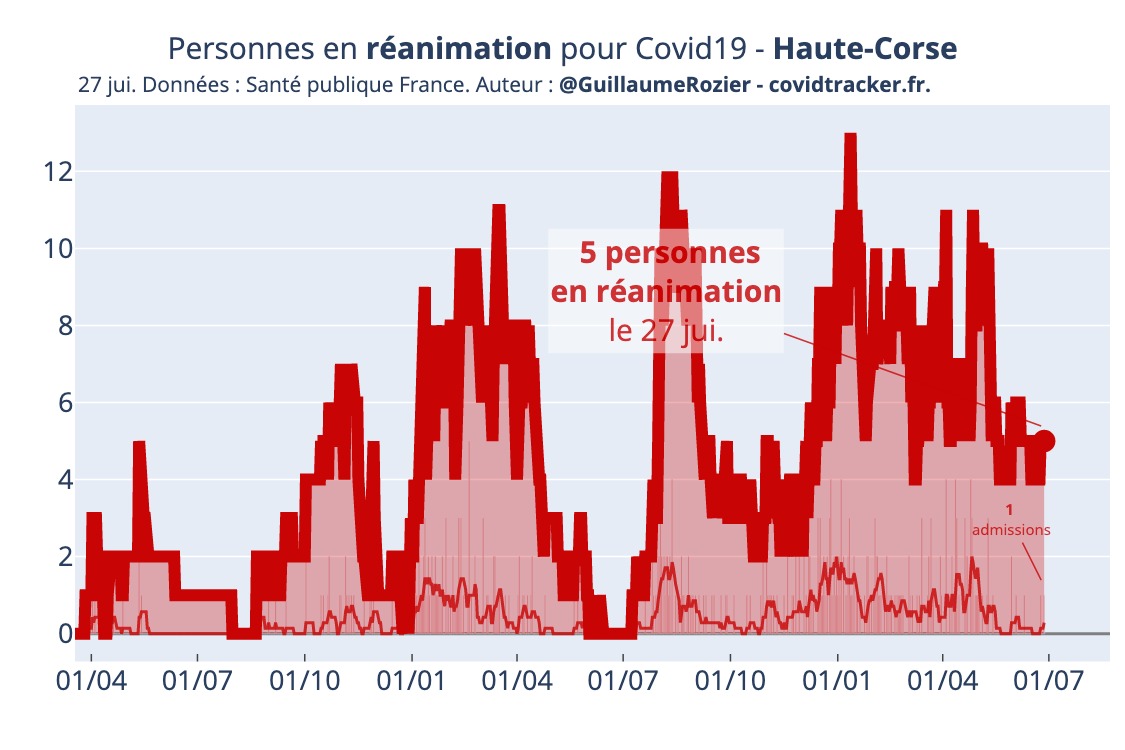 Personnes en réanimation pour Covid19 - Haute-Corse
27 jui. Données : Santé publique France. Auteur : @GuillaumeRozier - covidtracker.fr.
12
10
8
6
4
2
0
5 personnes
en réanimation
le 27 jui.
1
admissions
01/04 01/07 01/10 01/01 01/04 01/07 01/10 01/01 01/04 01/07